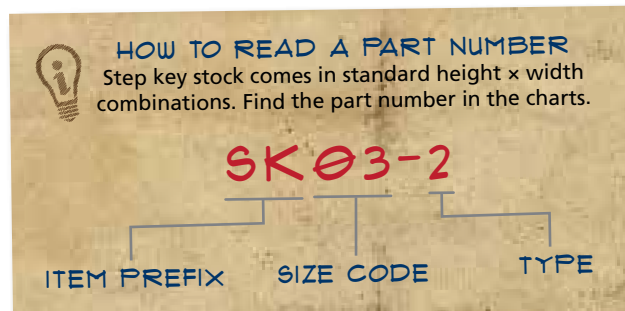 HOW TO READ A PART NUMBER
Step key stock comes in standard height × width
combinations. Find the part number in the charts.
SK03-2
ITEM PREFIX
SIZE CODE
TYPE